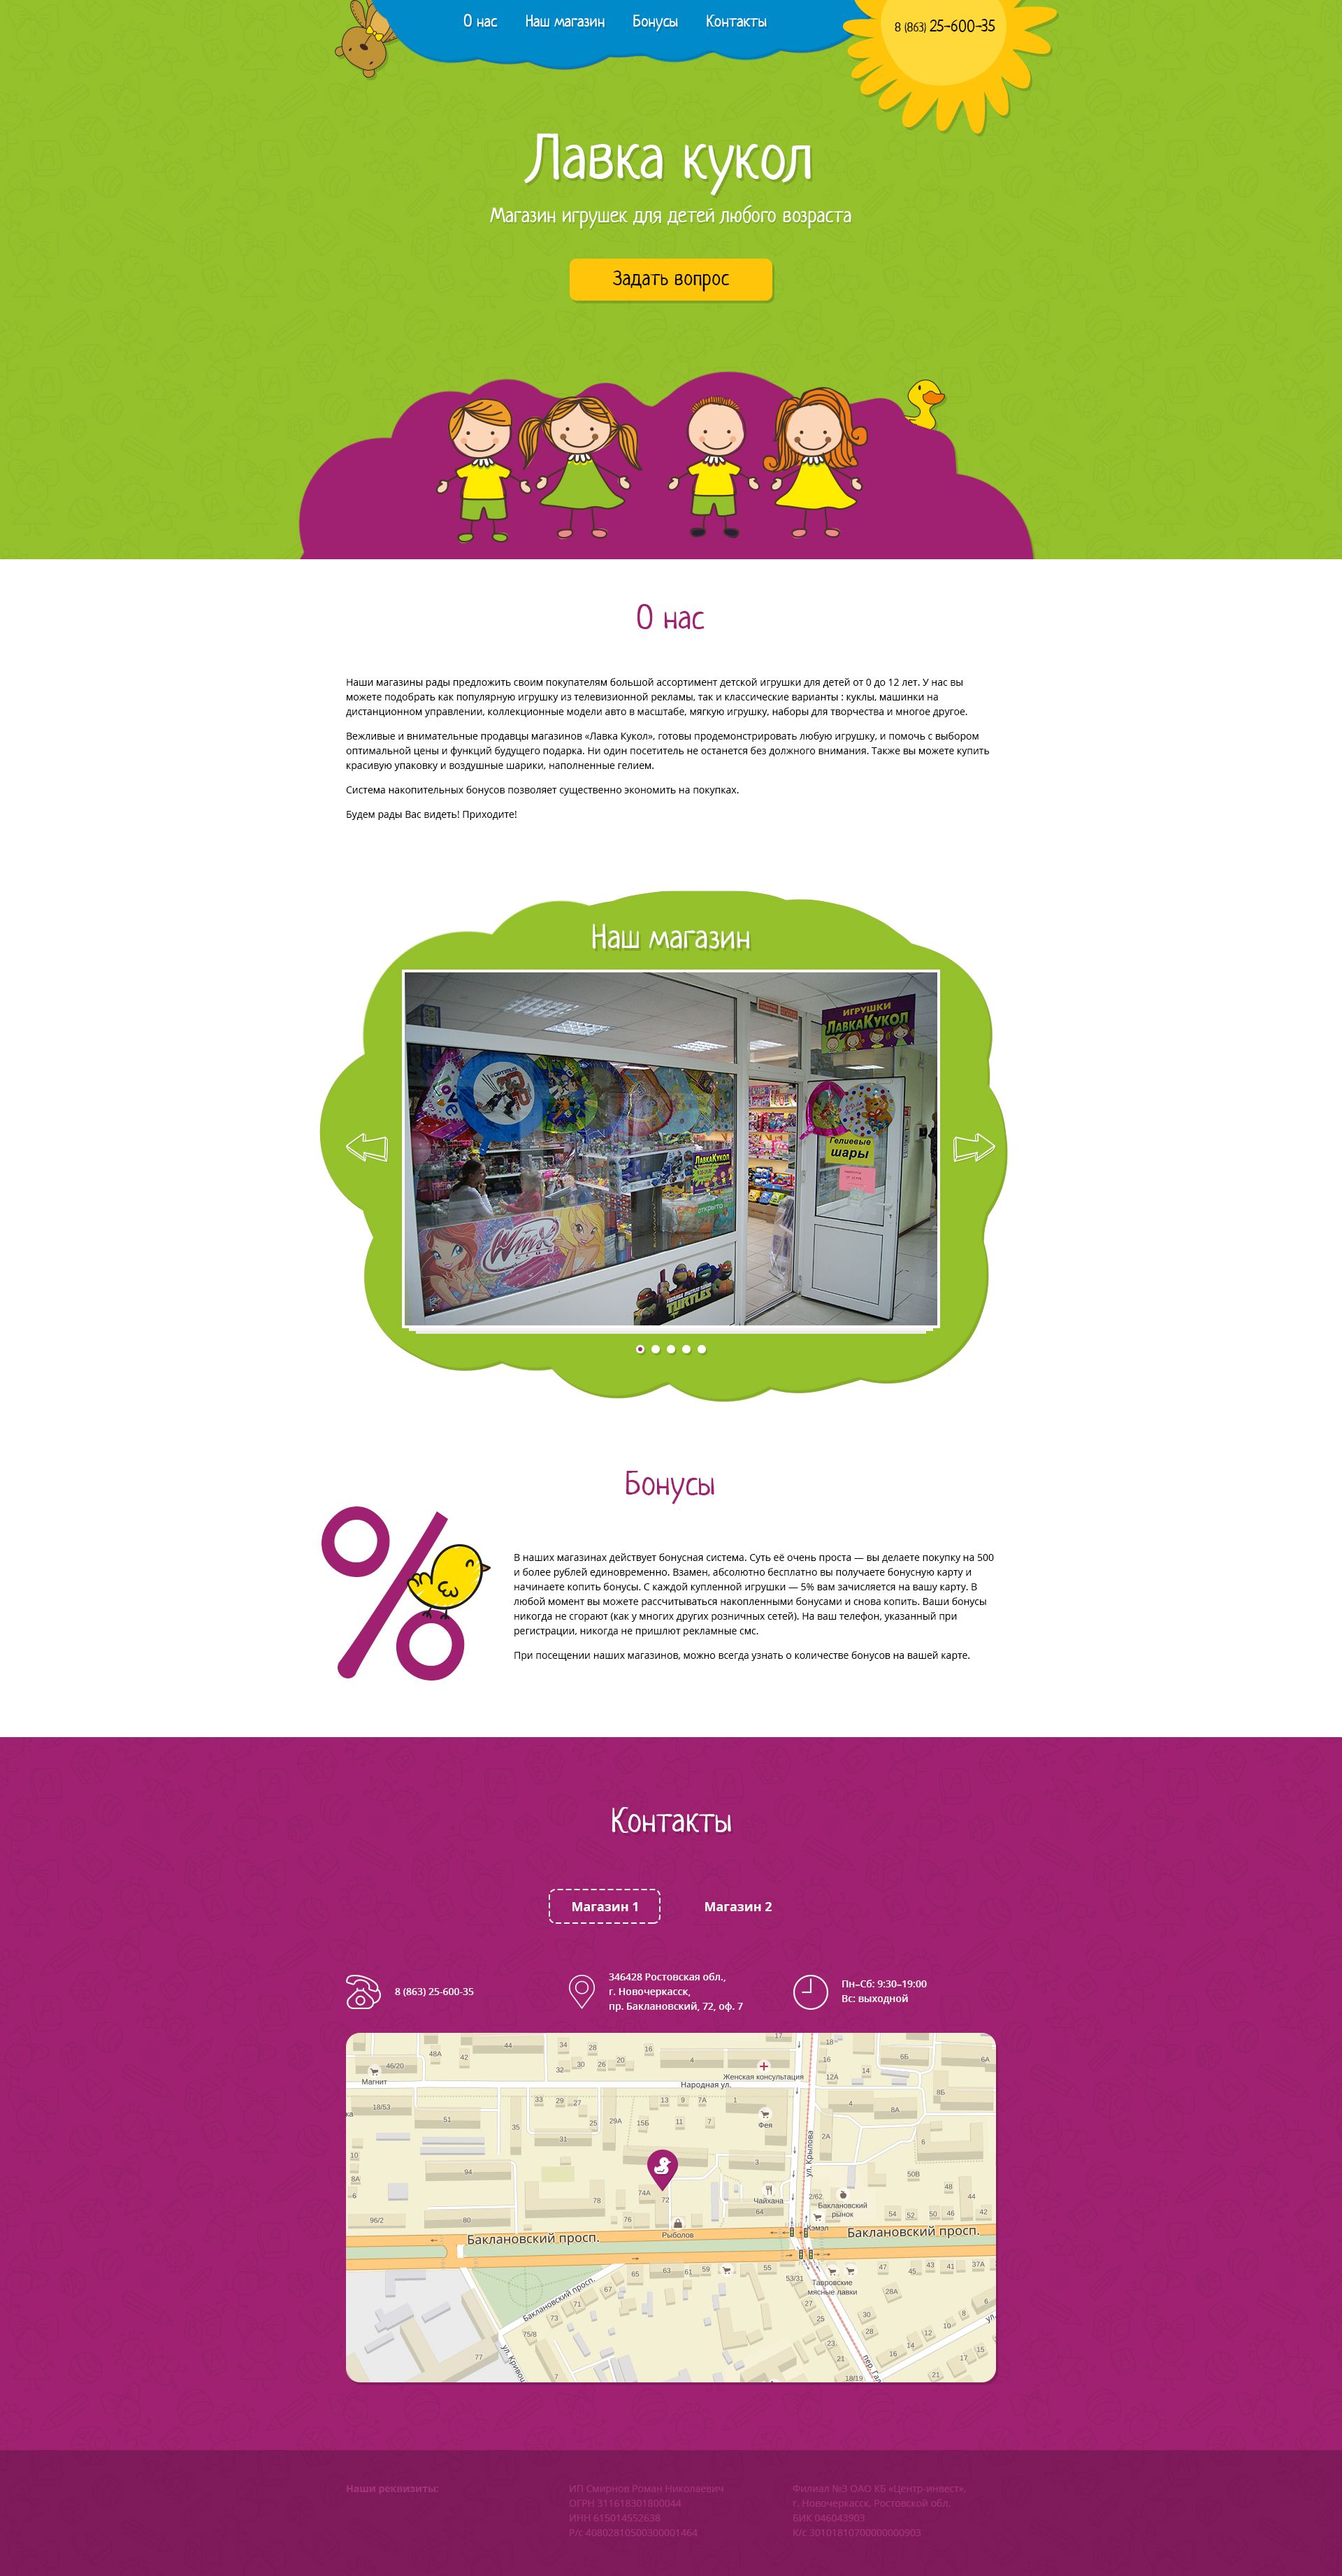 О нас
Наш магазин
Бонусы
Контакты
8 (863) 25-600-35
Лавка кукол
Магазин игрушек для детей любого возраста
Задать вопрос
О нас
Наши магазины рады предложить своим покупателям большой ассортимент детской игрушки для детей от 0 до 12 лет. У нас вы
можете подобрать как популярную игрушку из телевизионной рекламы, так и классические варианты : куклы, машинки на
дистанционном управлении, коллекционные модели авто в масштабе, мягкую игрушку, наборы для творчества и многое другое.
Вежливые и внимательные продавцы магазинов «Лавка Кукол», готовы продемонстрировать любую игрушку, и помочь с выбором
оптимальной цены и функций будущего подарка. Ни один посетитель не останется без должного внимания. Также вы можете купить
красивую упаковку и воздушные шарики, наполненные гелием.
Система накопительных бонусов позволяет существенно экономить на покупках.
Будем рады Вас видеть! Приходите!
Наш магазин
ИГРУШКИ
ЛАВКАКУКОЛ
Гелиевые
шары
ЛАВКАКУКОЛ
открыто
Winx
CLUB
TURTLES
Бонусы
%
В наших магазинах действует бонусная система. Суть её очень проста — вы делаете покупку на 500
и более рублей единовременно. Взамен, абсолютно бесплатно вы получаете бонусную карту и
начинаете копить бонусы. С каждой купленной игрушки — 5% вам зачисляется на вашу карту. В
любой момент вы можете рассчитываться накопленными бонусами и снова копить. Ваши бонусы
никогда не сгорают (как у многих других розничных сетей). На ваш телефон, указанный при
регистрации, никогда не пришлют рекламные смс.
При посещении наших магазинов, можно всегда узнать о количестве бонусов на вашей карте.
Контакты
Магазин 1
Магазин 2
8 (863) 25-600-35
346428 Ростовская обл.,
г. Новочеркасск,
пр. Баклановский, 72, оф. 7
Пн–Сб: 9:30–19:00
Вс: выходной
Магнит
Женская консультация
Народная ул.
Фея
ул. Крылова
Чайхана
Баклановский
рынок
Рыболов
Кэмэл
Баклановский просп.
Баклановский просп.
Тавровские
мясные лавки
Баклановский просп.
Наши реквизиты:
ИП Смирнов Роман Николаевич
ОГРН 311618301800044
ИНН 615014552638
Р/с 40802810500300001464
Филиал №3 ОАО КБ «Центр-инвест»,
г. Новочеркасск, Ростовской обл.
БИК 046043903
К/с 30101810700000000903